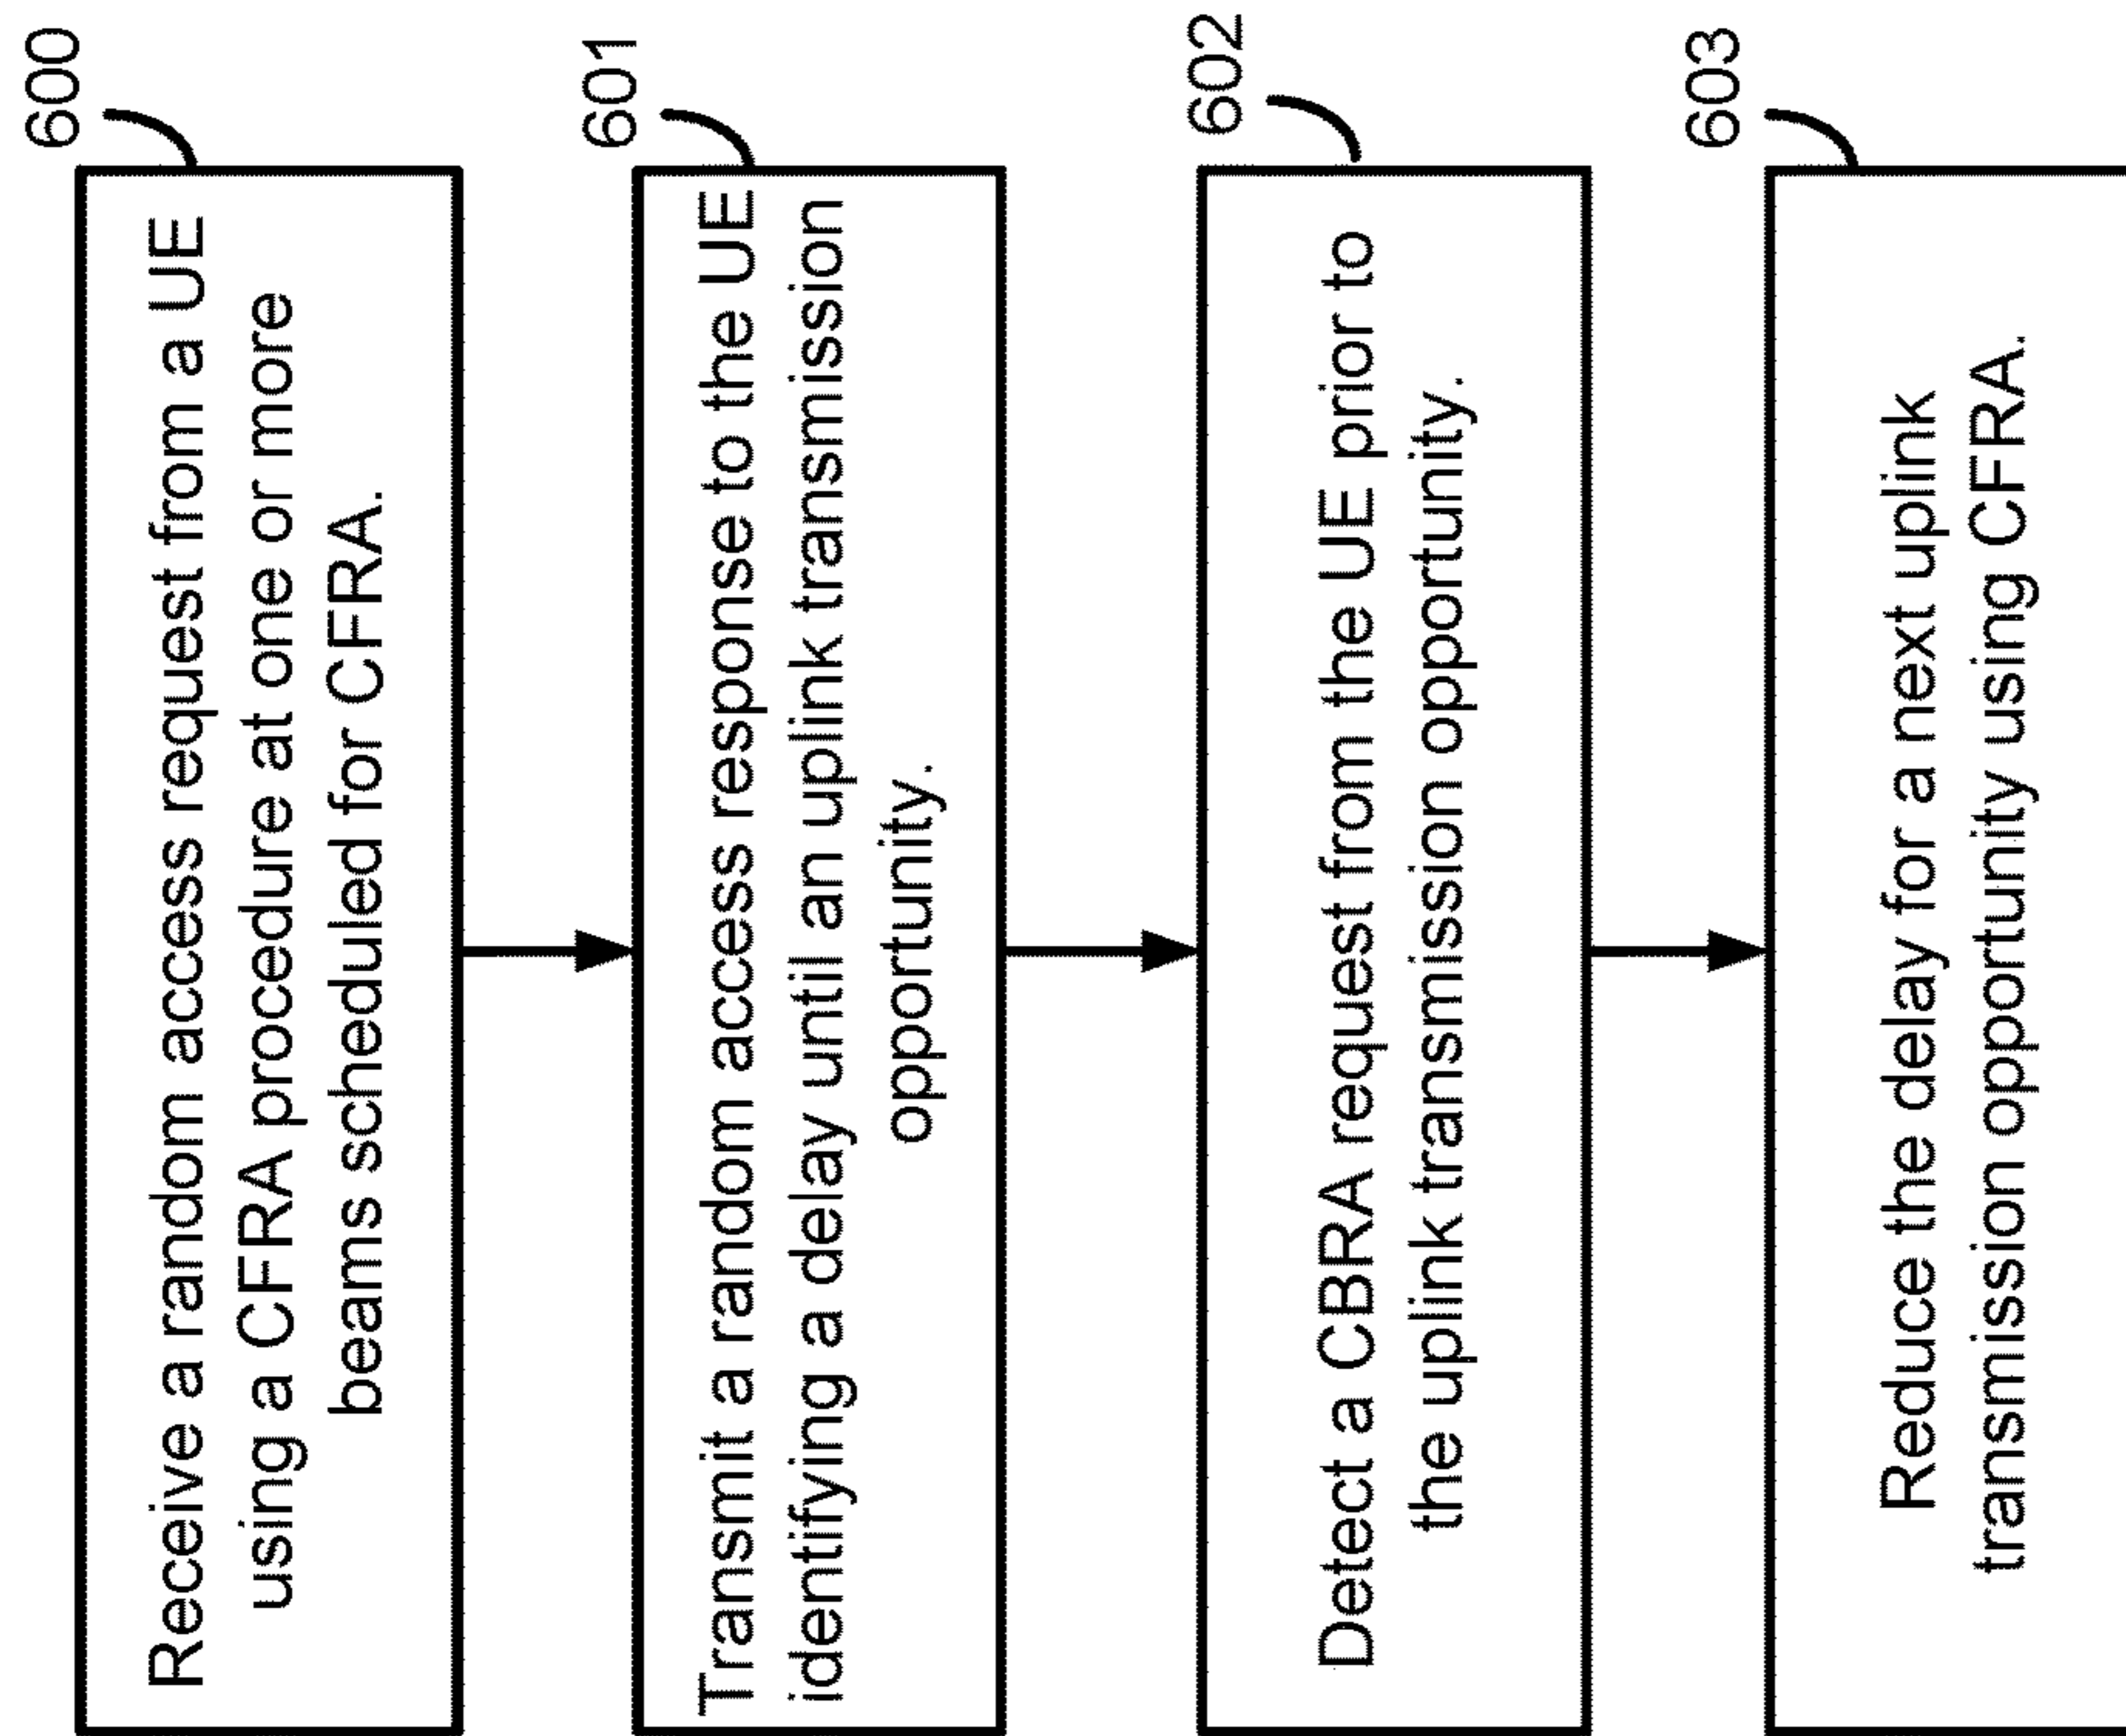 600
Receive a random access request from a UE
using a CFRA procedure at one or more
beams scheduled for CFRA.
601
Transmit a random access response to the UE
identifying a delay until an uplink transmission
opportunity.
602
Detect a CBRA request from the UE prior to
the uplink transmission opportunity.
603
Reduce the delay for a next uplink
transmission opportunity using CFRA.